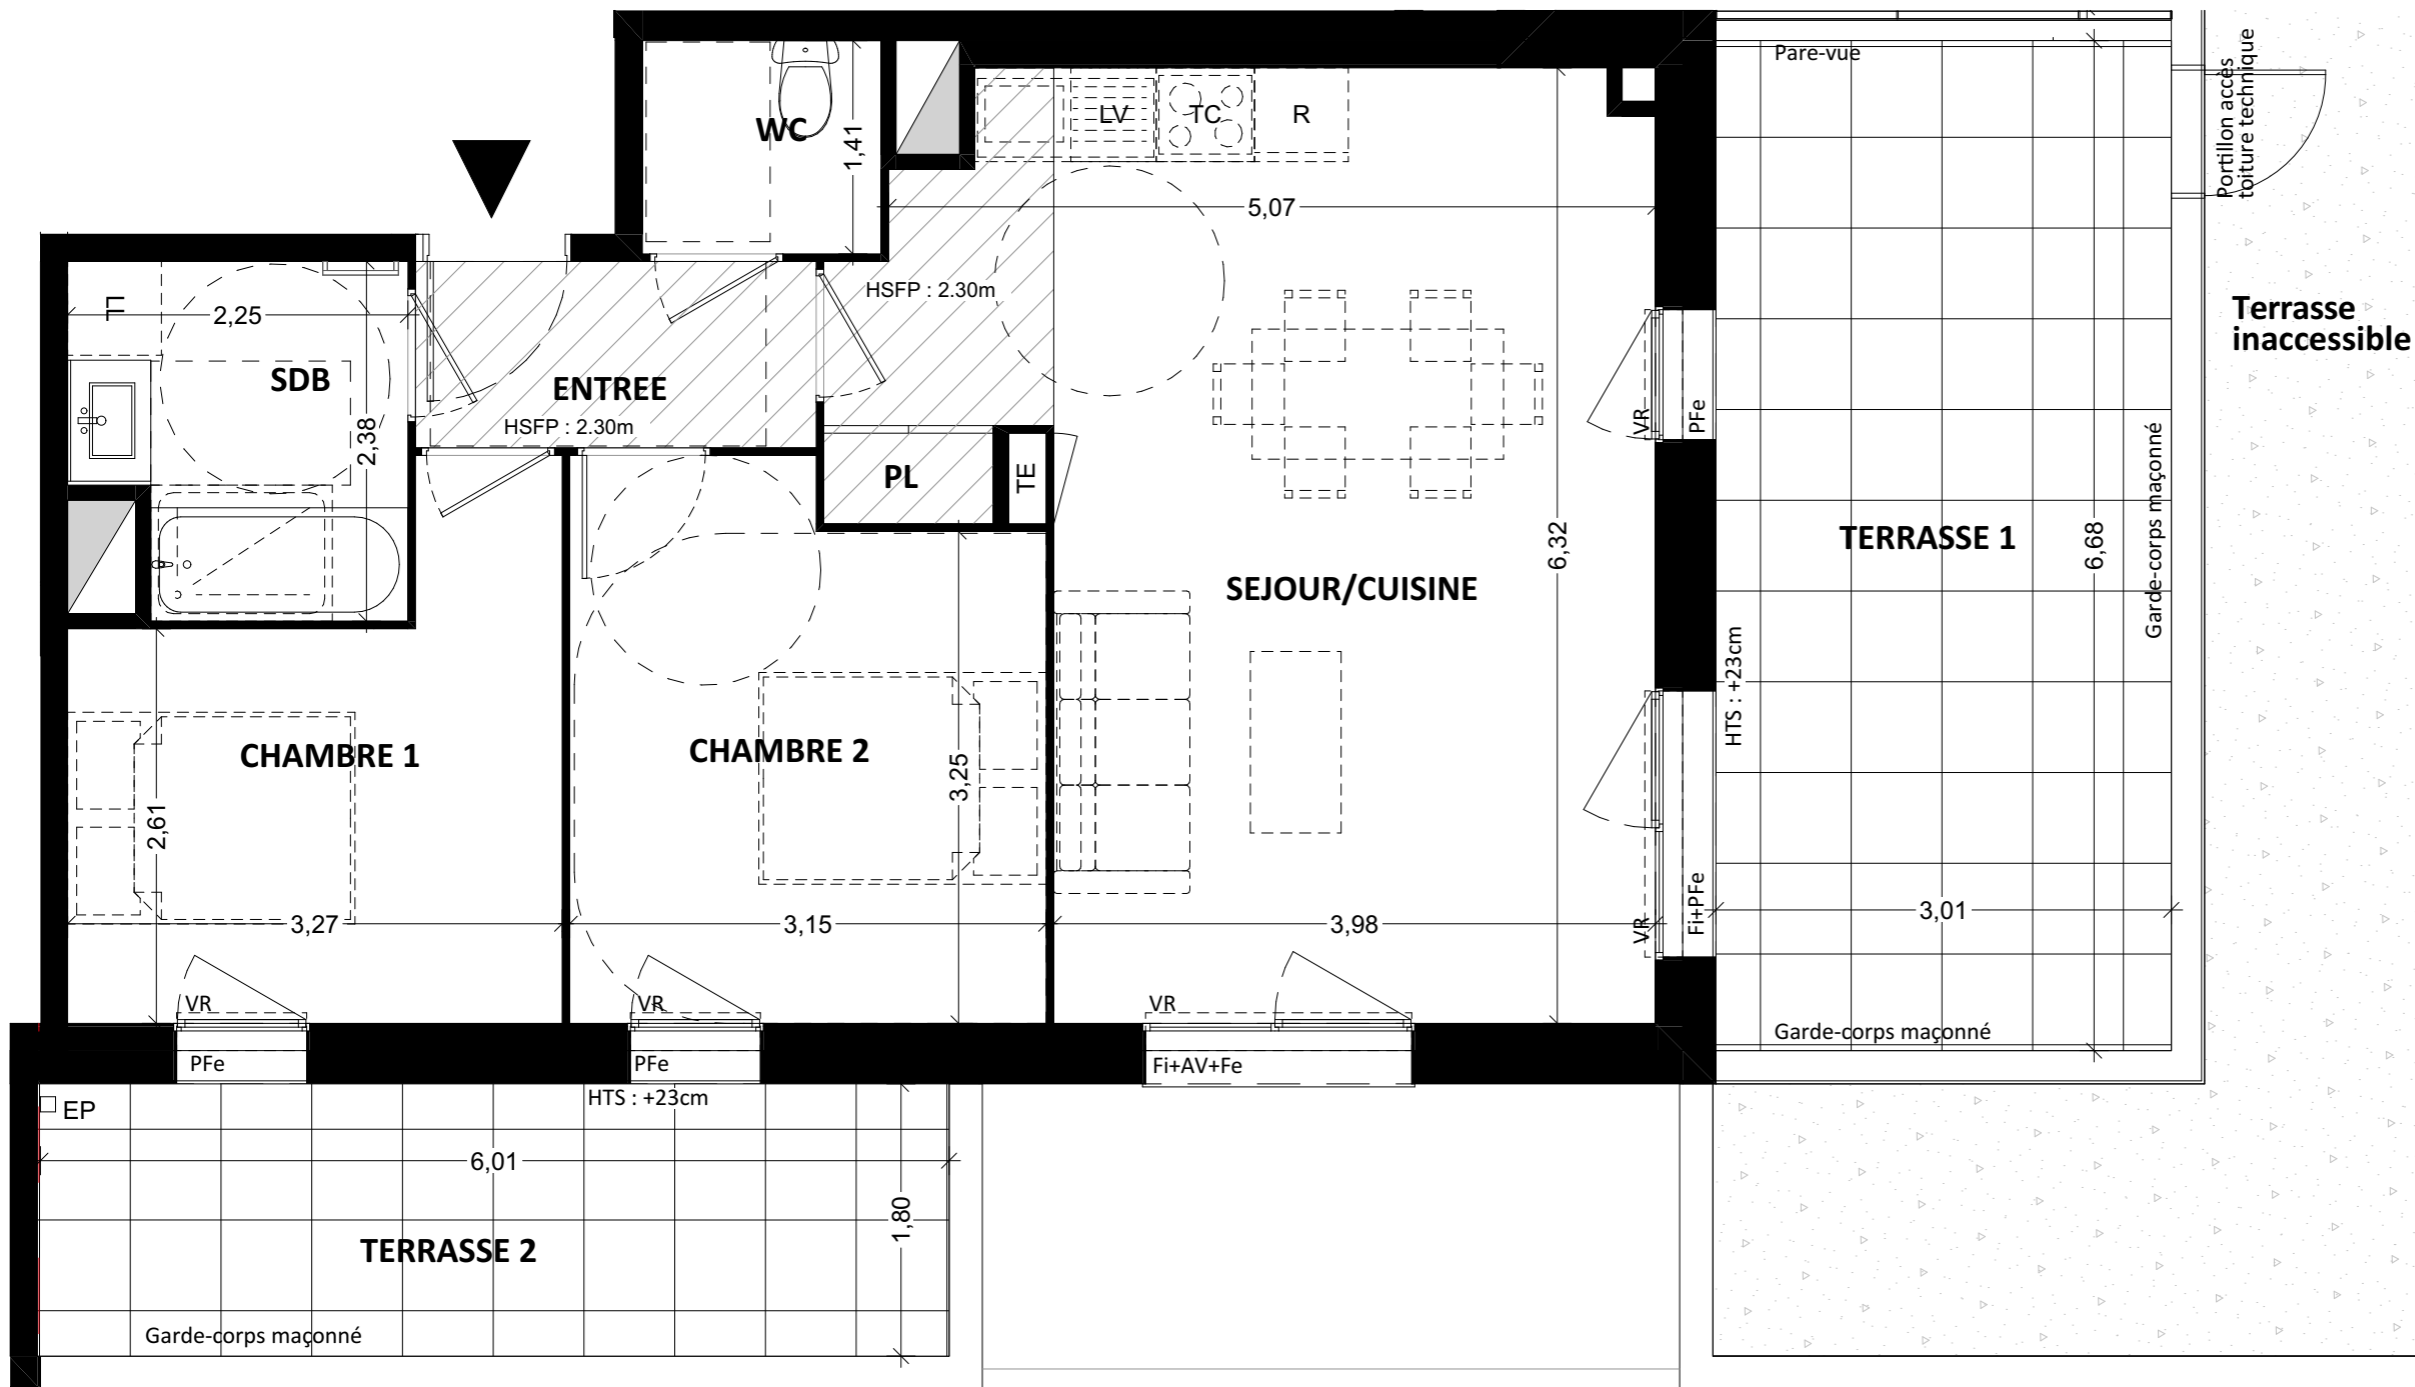 Pare-vue
Portillon accès
toiture technique
WC
1,41
LV
TC
R
5,07
HSFP : 2.30m
LL
2,25
SDB
2,38
ENTREE
HSFP : 2.30m
PL
TE
VR
PFe
Terrasse
inaccessible
Garde-corps maçonné
TERRASSE 1
6,68
6,32
SEJOUR/CUISINE
HTS : +23cm
CHAMBRE 1
CHAMBRE 2
3,25
2,61
3,27
3,15
3,98
VR
Fi+PFe
3,01
VR
VR
VR
Garde-corps maçonné
PFe
PFe
Fi+AV+Fe
EP
HTS : +23cm
6,01
1,80
TERRASSE 2
Garde-corps maçonné